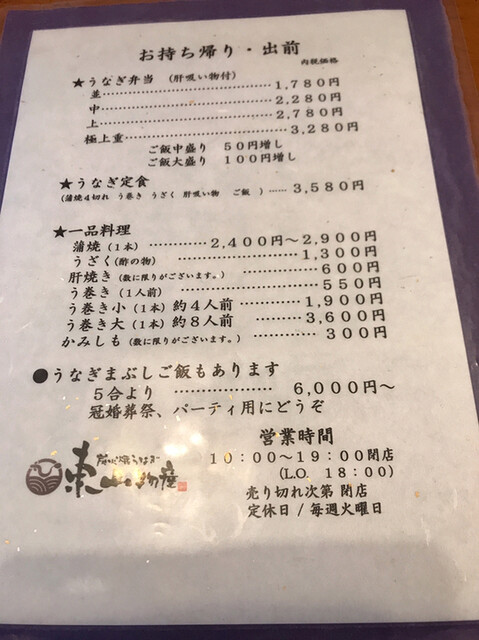 お持ち帰り・出前
内税価格
★うなぎ弁当 (肝吸い物付)
並……………………1,780円
中……………………2,280円
上……………………2,780円
極上重………………3,280円
ご飯中盛り 50円増し
ご飯大盛り 100円増し
★うなぎ定食
(蒲焼４切れ う巻き うざく 肝吸い物 ご飯 )……3,580円
★一品料理
蒲焼(1本)…………2,400円～2,900円
うざく(酢の物)………………1,300円
肝焼き(数に限りがございます。)…………600円
う巻き(1人前)………………550円
う巻き小(1本)約4人前…………1,900円
う巻き大(1本)約8人前…………3,600円
かみしも(数に限りがございます。)…………300円
●うなぎまぶしご飯もあります
5合より………………6,000円～
冠婚葬祭、パーティ用にどうぞ
営業時間
10:00～19:00閉店
(L.O. 18:00)
売り切れ次第 閉店
定休日/毎週火曜日
東山物産